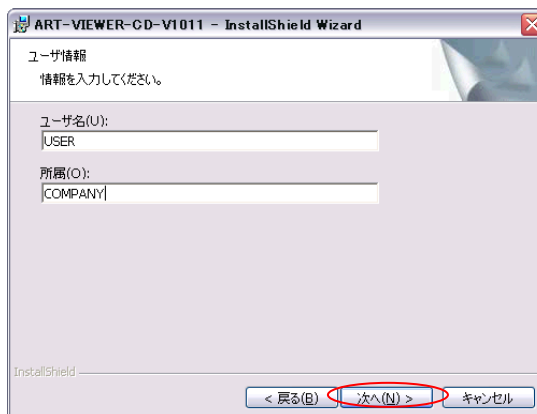 ART-VIEWER-CD-V1011 - InstallShield Wizard
ユーザ情報
情報を入力してください。
ユーザ名(U):
USER
所属(O):
COMPANY
InstallShield
< 戻る(B)
次へ(N) >
キャンセル